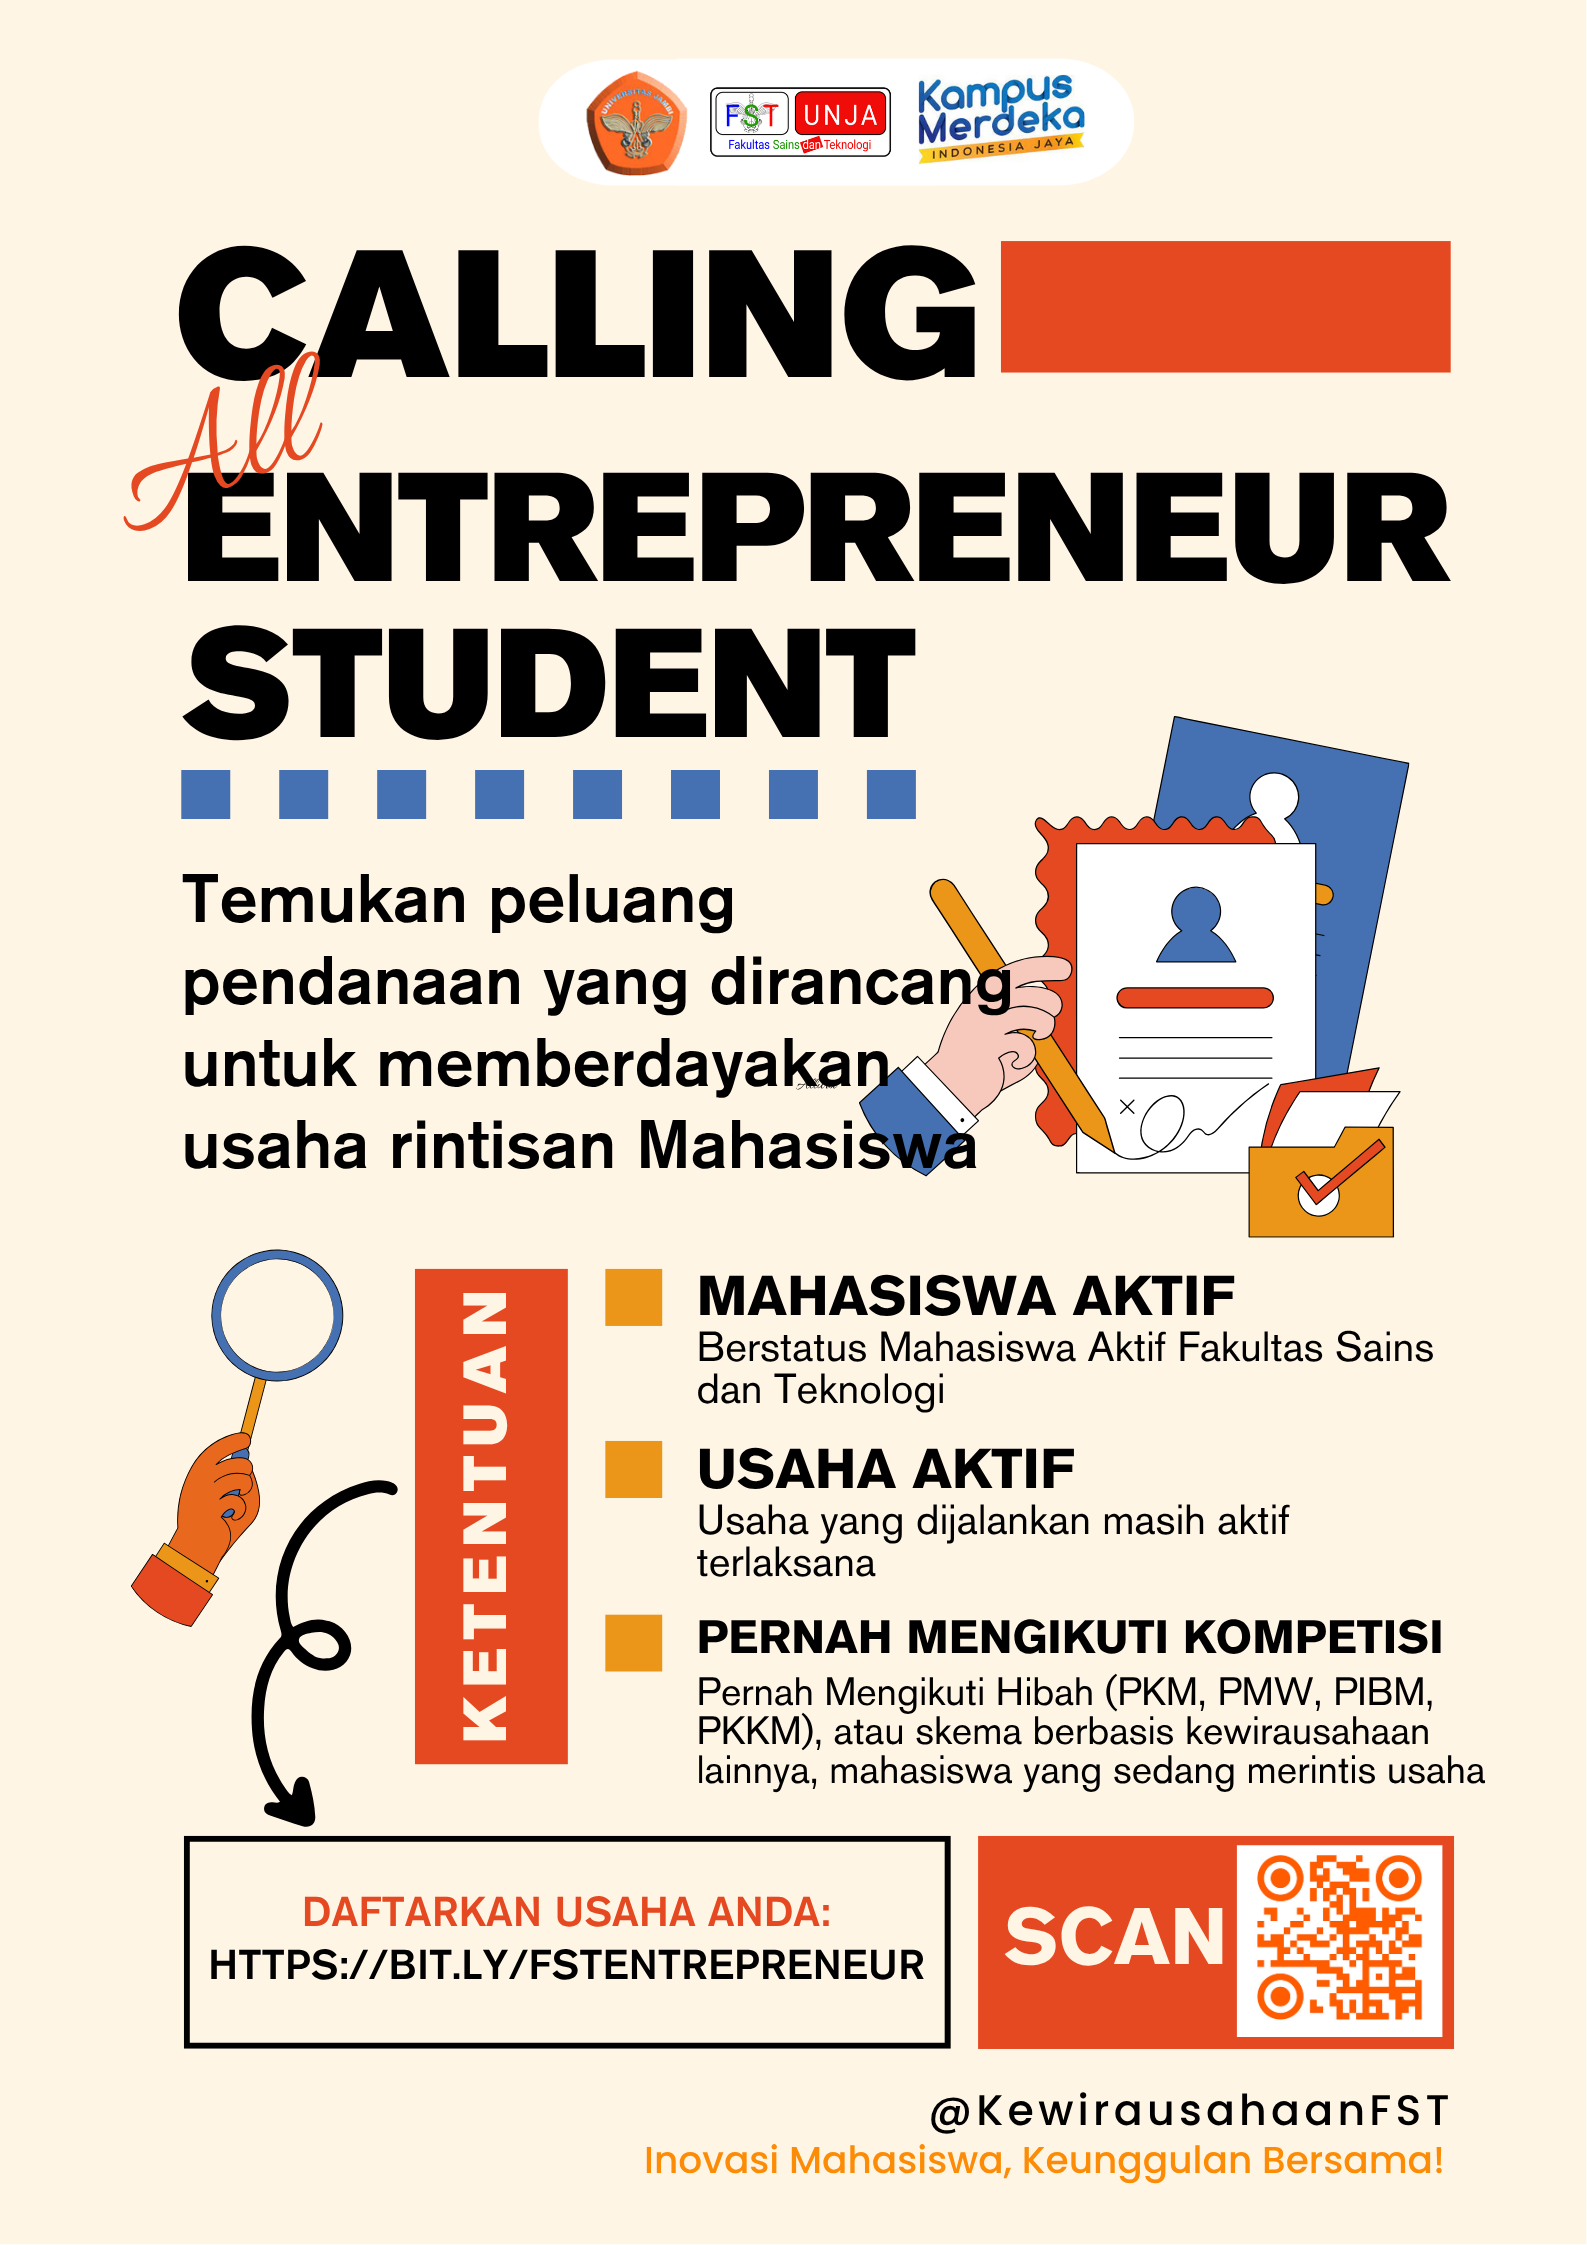 UNIVERSITAS JAMBI
FST UNJA
Fakultas Sains dan Teknologi
Kampus
Merdeka
INDONESIA JAYA
CALLING
All
ENTREPRENEUR
STUDENT
Temukan peluang
pendanaan yang dirancang
untuk memberdayakan
usaha rintisan Mahasiswa
KETENTUAN
MAHASISWA AKTIF
Berstatus Mahasiswa Aktif Fakultas Sains
dan Teknologi
USAHA AKTIF
Usaha yang dijalankan masih aktif
terlaksana
PERNAH MENGIKUTI KOMPETISI
Pernah Mengikuti Hibah (PKM, PMW, PIBM,
PKKM), atau skema berbasis kewirausahaan
lainnya, mahasiswa yang sedang merintis usaha
DAFTARKAN USAHA ANDA:
HTTPS://BIT.LY/FSTENTREPRENEUR
SCAN
@KewirausahaanFST
Inovasi Mahasiswa, Keunggulan Bersama!